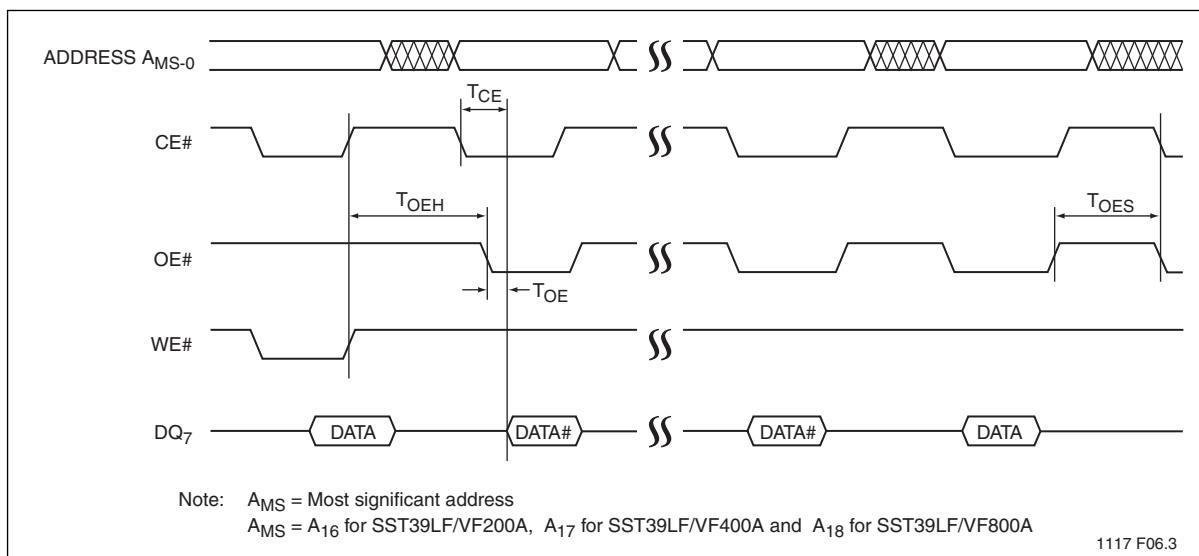 ADDRESS AMS-0
TCE
CE#
TOEH
TOES
OE#
TOE
WE#
DQ7
DATA
DATA#
DATA#
DATA
Note: AMS = Most significant address
AMS = A16 for SST39LF/VF200A, A17 for SST39LF/VF400A and A18 for SST39LF/VF800A
1117 F06.3